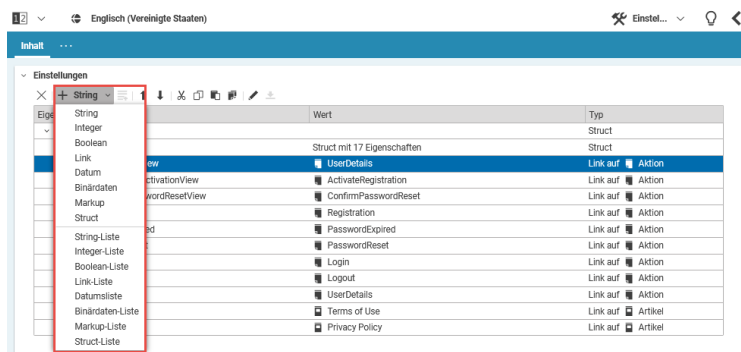 12 Englisch (Vereinigte Staaten) Einstel...
Inhalt ...
Einstellungen
String
Eige Wert Typ
String Struct
Integer
Boolean Struct mit 17 Eigenschaften Struct
Link ew UserDetails Link auf Aktion
Datum ctivationView ActivateRegistration Link auf Aktion
Binärdaten wordResetView ConfirmPasswordReset Link auf Aktion
Markup Registration Link auf Aktion
Struct ed PasswordExpired Link auf Aktion
String-Liste PasswordReset Link auf Aktion
Integer-Liste Login Link auf Aktion
Boolean-Liste Logout Link auf Aktion
Link-Liste UserDetails Link auf Aktion
Datumsliste
Binärdaten-Liste Terms of Use Link auf Artikel
Markup-Liste Privacy Policy Link auf Artikel
Struct-Liste